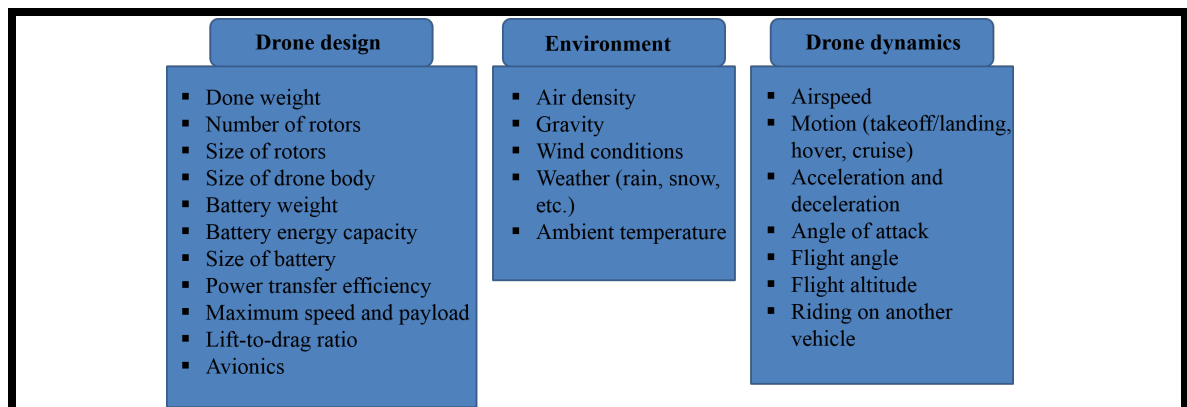 Drone design
▪ Done weight
▪ Number of rotors
▪ Size of rotors
▪ Size of drone body
▪ Battery weight
▪ Battery energy capacity
▪ Size of battery
▪ Power transfer efficiency
▪ Maximum speed and payload
▪ Lift-to-drag ratio
▪ Avionics
Environment
▪ Air density
▪ Gravity
▪ Wind conditions
▪ Weather (rain, snow,
etc.)
▪ Ambient temperature
Drone dynamics
▪ Airspeed
▪ Motion (takeoff/landing,
hover, cruise)
▪ Acceleration and
deceleration
▪ Angle of attack
▪ Flight angle
▪ Flight altitude
▪ Riding on another
vehicle